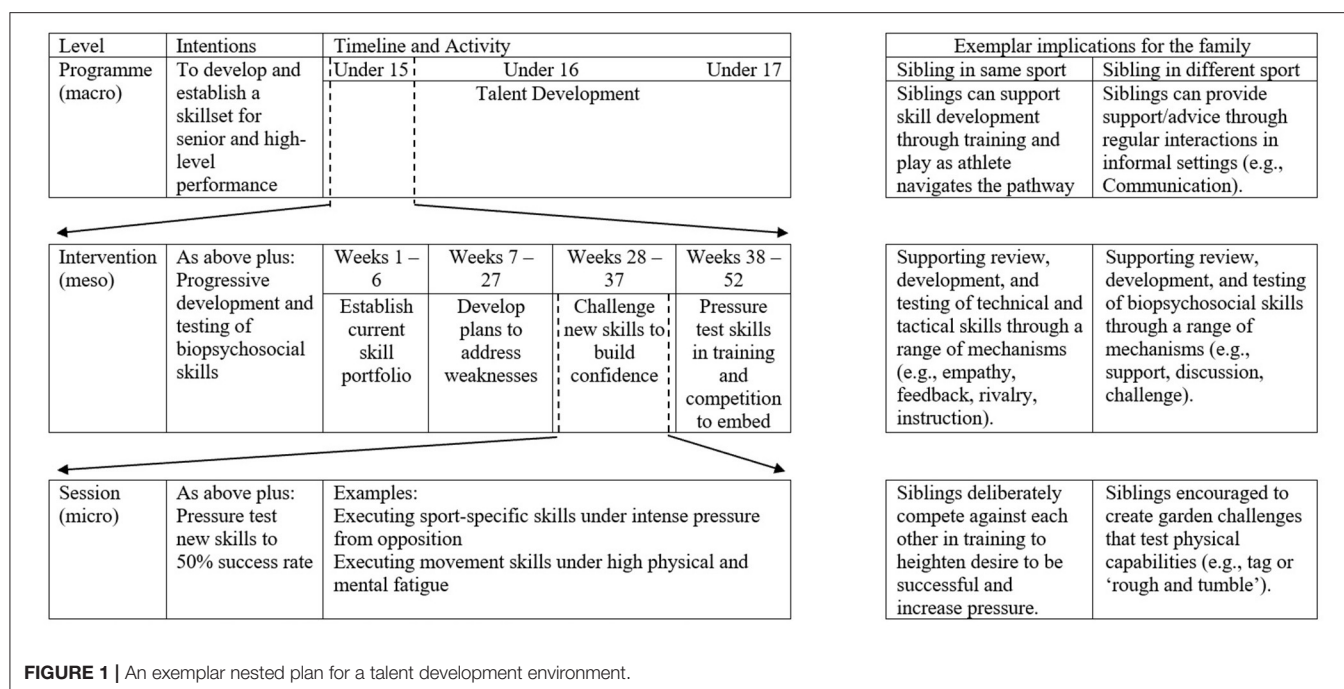 Level
Intentions
Timeline and Activity
Programme
(macro)
To develop and
establish a
skillset for
senior and high-
level
performance
Under 15
Under 16
Under 17
Talent Development
Exemplar implications for the family
Sibling in same sport
Sibling in different sport
Siblings can support
skill development
through training and
play as athlete
navigates the pathway
Siblings can provide
support/advice through
regular interactions in
informal settings (e.g.,
Communication).
Intervention
(meso)
As above plus:
Progressive
development and
testing of
biopsychosocial
skills
Weeks 1 –
6
Establish
current
skill
portfolio
Weeks 7 –
27
Develop
plans to
address
weaknesses
Weeks 28 –
37
Challenge
new skills to
build
confidence
Weeks 38 –
52
Pressure
test skills
in training
and
competition
to embed
Supporting review,
development, and
testing of technical and
tactical skills through a
range of mechanisms
(e.g., empathy,
feedback, rivalry,
instruction).
Supporting review,
development, and testing
of biopsychosocial skills
through a range of
mechanisms (e.g.,
support, discussion,
challenge).
Session
(micro)
As above plus:
Pressure test
new skills to
50% success rate
Examples:
Executing sport-specific skills under intense pressure
from opposition
Executing movement skills under high physical and
mental fatigue
Siblings deliberately
compete against each
other in training to
heighten desire to be
successful and
increase pressure.
Siblings encouraged to
create garden challenges
that test physical
capabilities (e.g., tag or
‘rough and tumble’).
FIGURE 1 | An exemplar nested plan for a talent development environment.